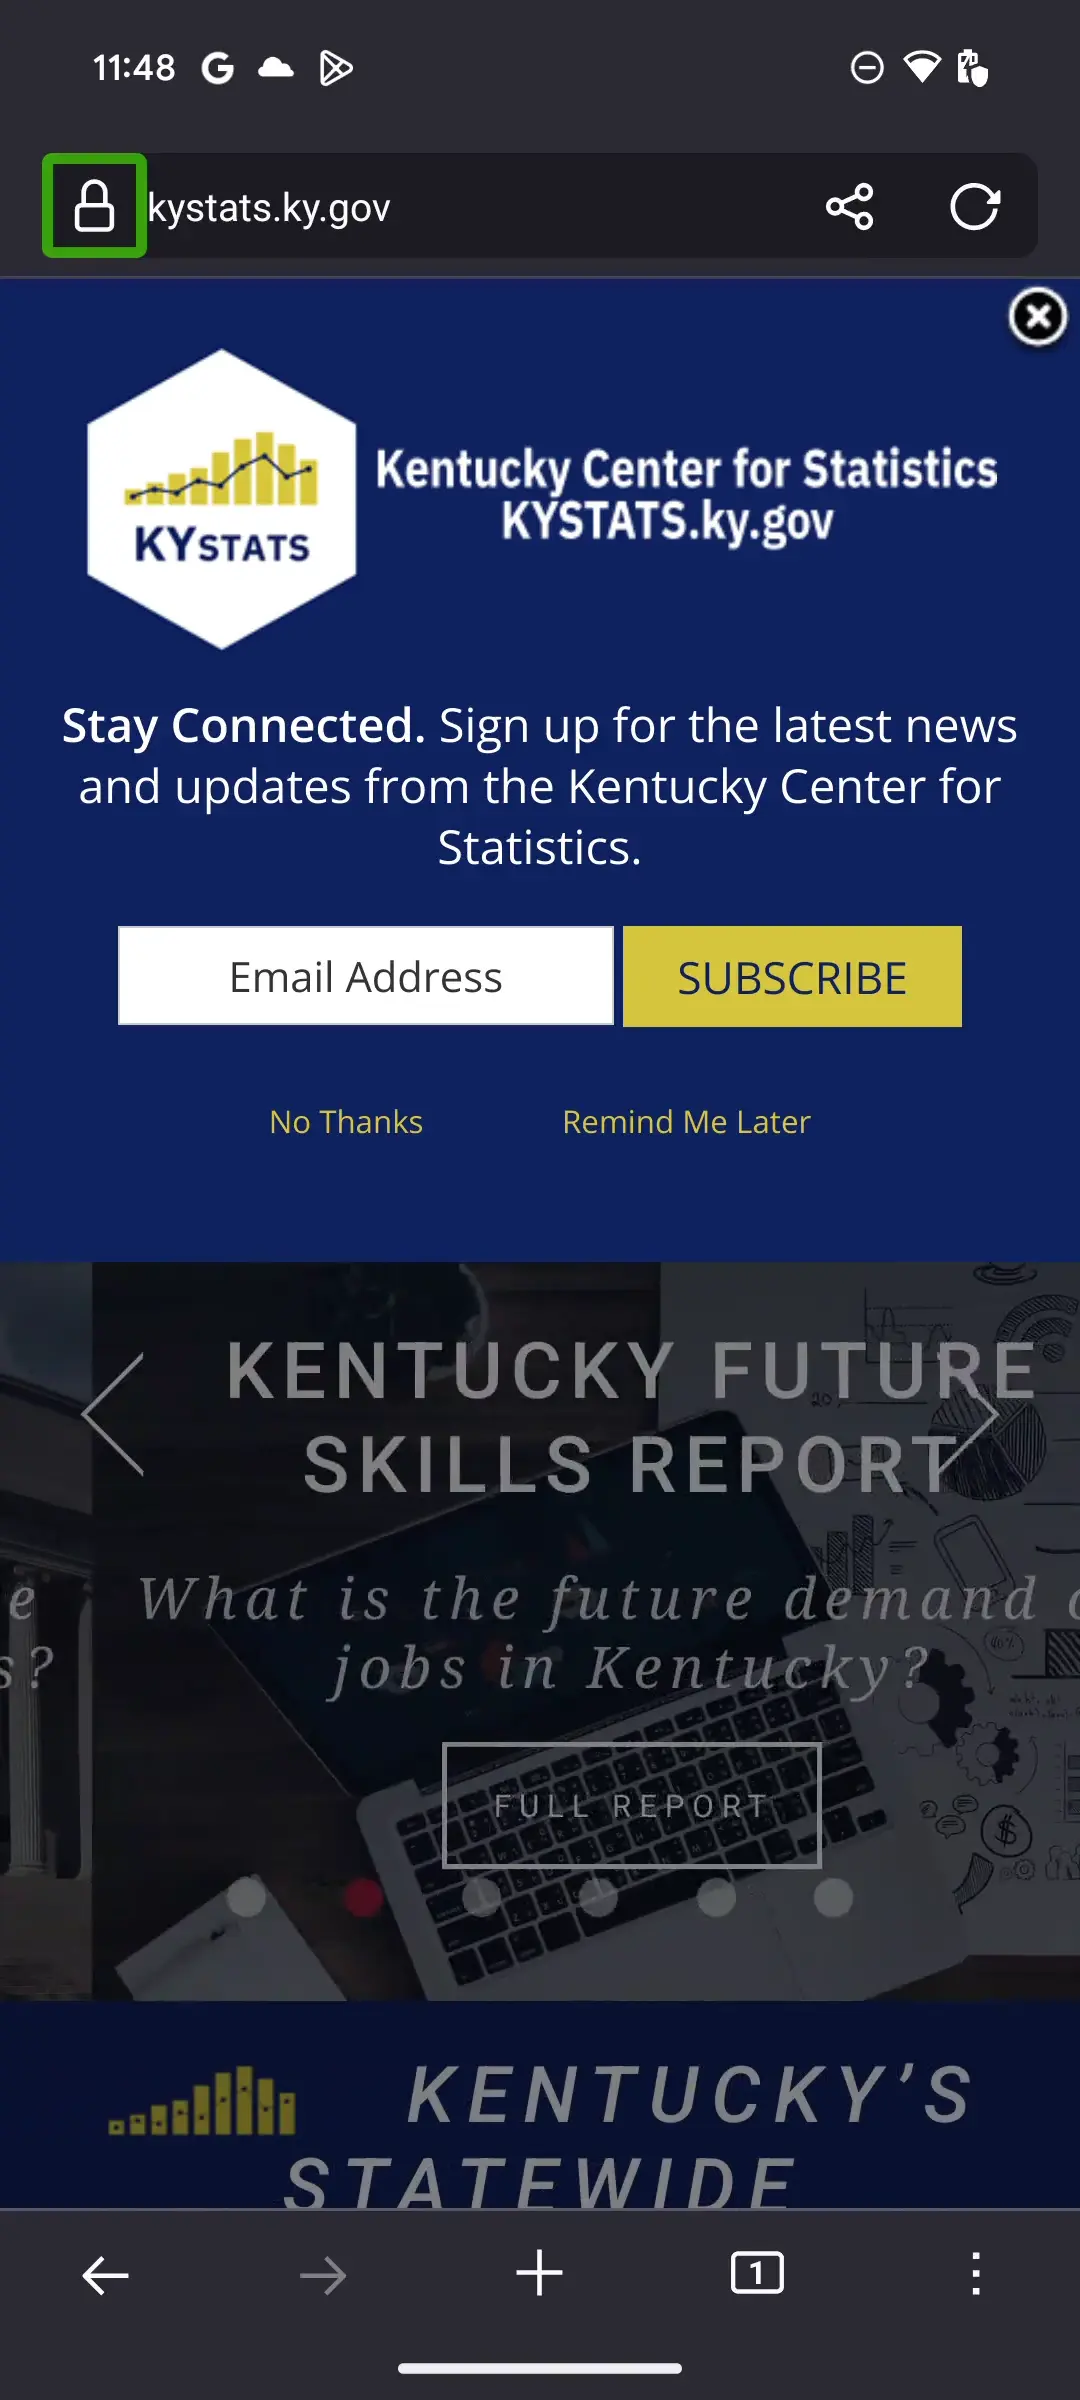 11:48
kystats.ky.gov
KYSTATS
Kentucky Center for Statistics
KYSTATS.ky.gov
Stay Connected. Sign up for the latest news
and updates from the Kentucky Center for
Statistics.
Email Address
SUBSCRIBE
No Thanks
Remind Me Later
KENTUCKY FUTURE
SKILLS REPORT
e What is the future demand
s? jobs in Kentucky?
FULL REPORT
KENTUCKY’S
STATEWIDE
1